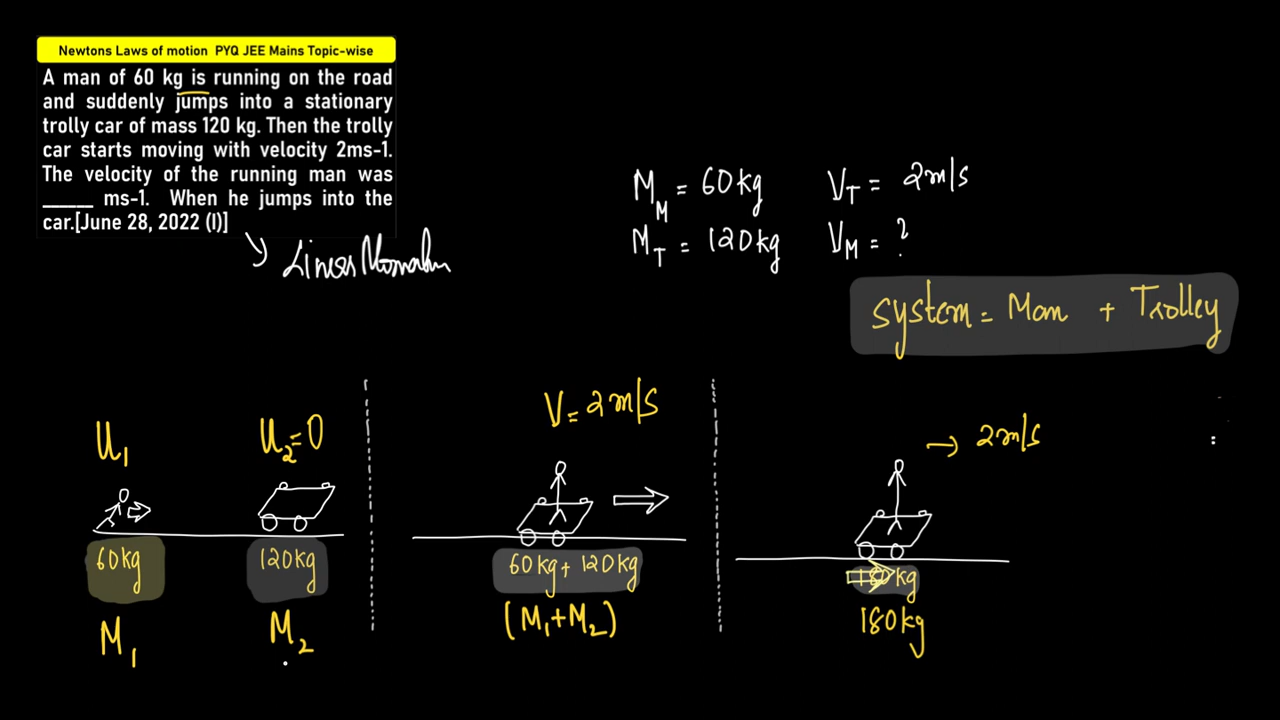 Newtons Laws of motion PYQ JEE Mains Topic-wise
A man of 60 kg is running on the road
and suddenly jumps into a stationary
trolly car of mass 120 kg. Then the trolly
car starts moving with velocity 2ms-1.
The velocity of the running man was
_____ ms-1. When he jumps into the
car.[June 28, 2022 (I)]
Linear Momentum
M_M = 60kg V_T = 2m/s
M_T = 120kg V_M = ?
System = Man + Trolley
U_1 U_2=0
V = 2m/s
→ 2m/s
60kg 120kg
60kg + 120kg
kg
M_1 M_2
(M_1+M_2)
180kg